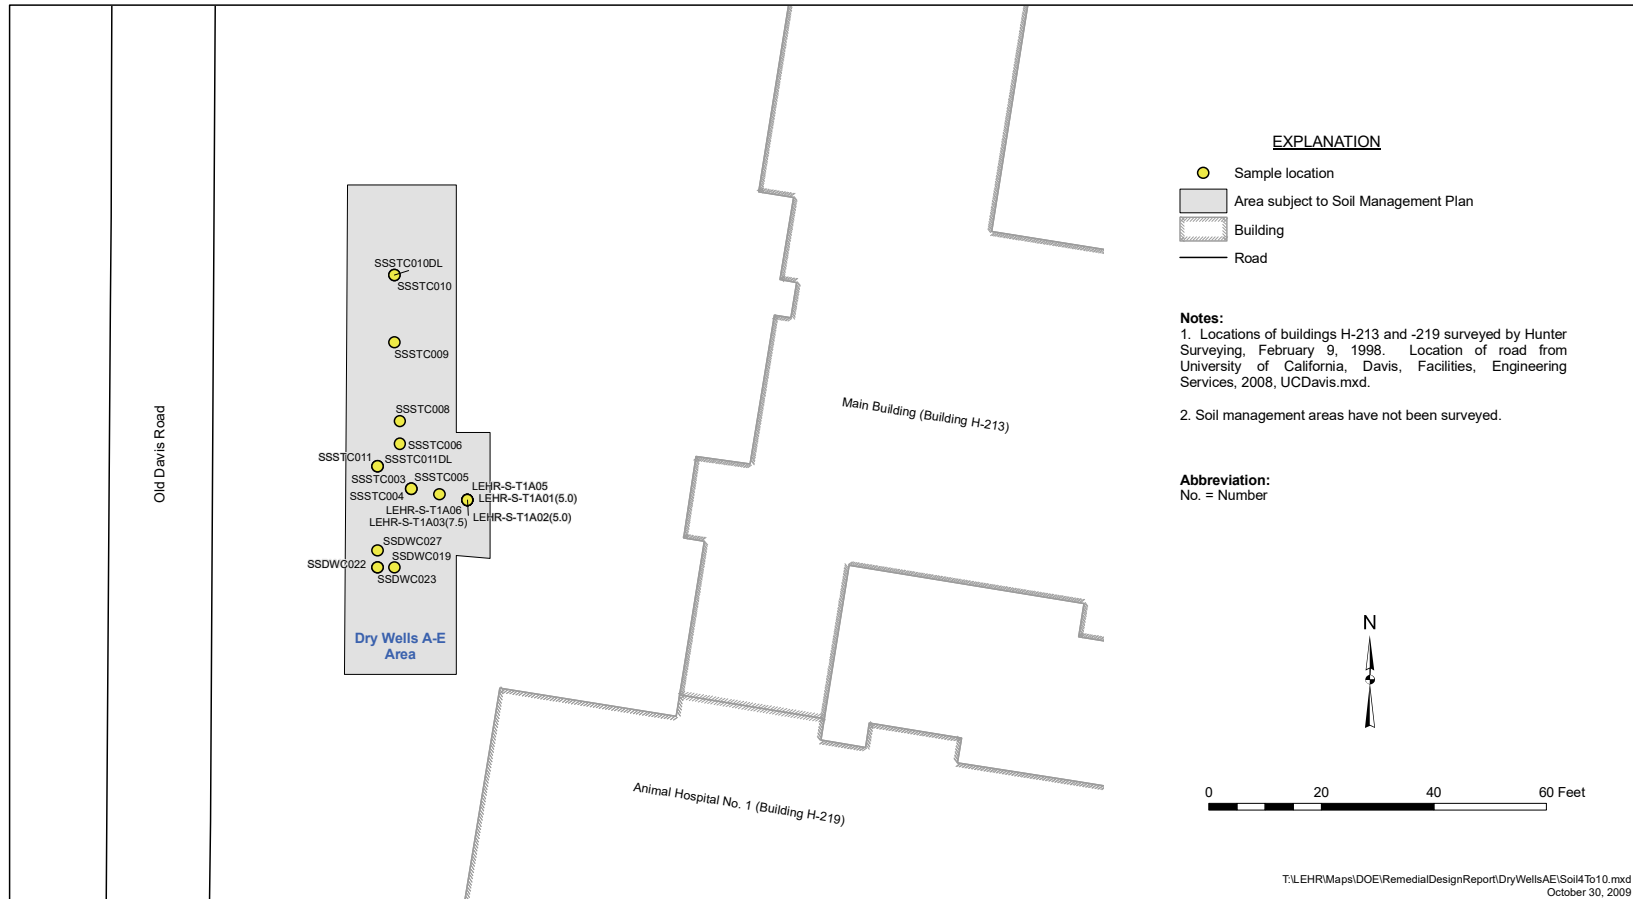 EXPLANATION
Sample location
Area subject to Soil Management Plan
Building
Road
Notes:
1. Locations of buildings H-213 and -219 surveyed by Hunter
Surveying, February 9, 1998. Location of road from
University of California, Davis, Facilities, Engineering
Services, 2008, UCDavis.mxd.
2. Soil management areas have not been surveyed.
Abbreviation:
No. = Number
SSSTC010DL
SSSTC010
SSSTC009
SSSTC008
SSSTC006
SSSTC011
SSSTC011DL
SSSTC003
SSSTC005
SSSTC004
LEHR-S-T1A05
LEHR-S-T1A01(5.0)
LEHR-S-T1A06
LEHR-S-T1A02(5.0)
LEHR-S-T1A03(7.5)
SSDWC027
SSDWC019
SSDWC022
SSDWC023
Dry Wells A-E
Area
Old Davis Road
Main Building (Building H-213)
Animal Hospital No. 1 (Building H-219)
N
0 20 40 60 Feet
T:\LEHR\Maps\DOE\RemedialDesignReport\DryWellsAE\Soil4To10.mxd
October 30, 2009